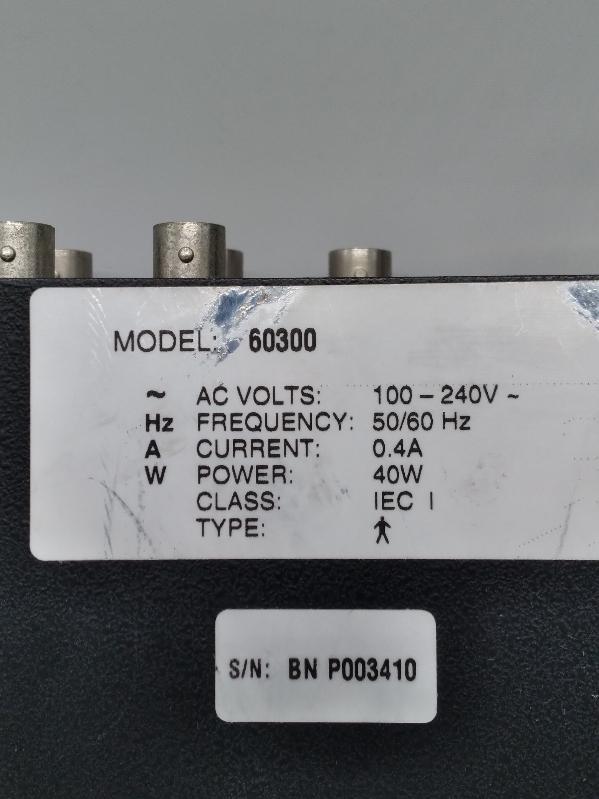 MODEL: 60300
~ AC VOLTS: 100 – 240V ~
Hz FREQUENCY: 50/60 Hz
A CURRENT: 0.4A
W POWER: 40W
CLASS: IEC I
TYPE:
S/N: BN P003410